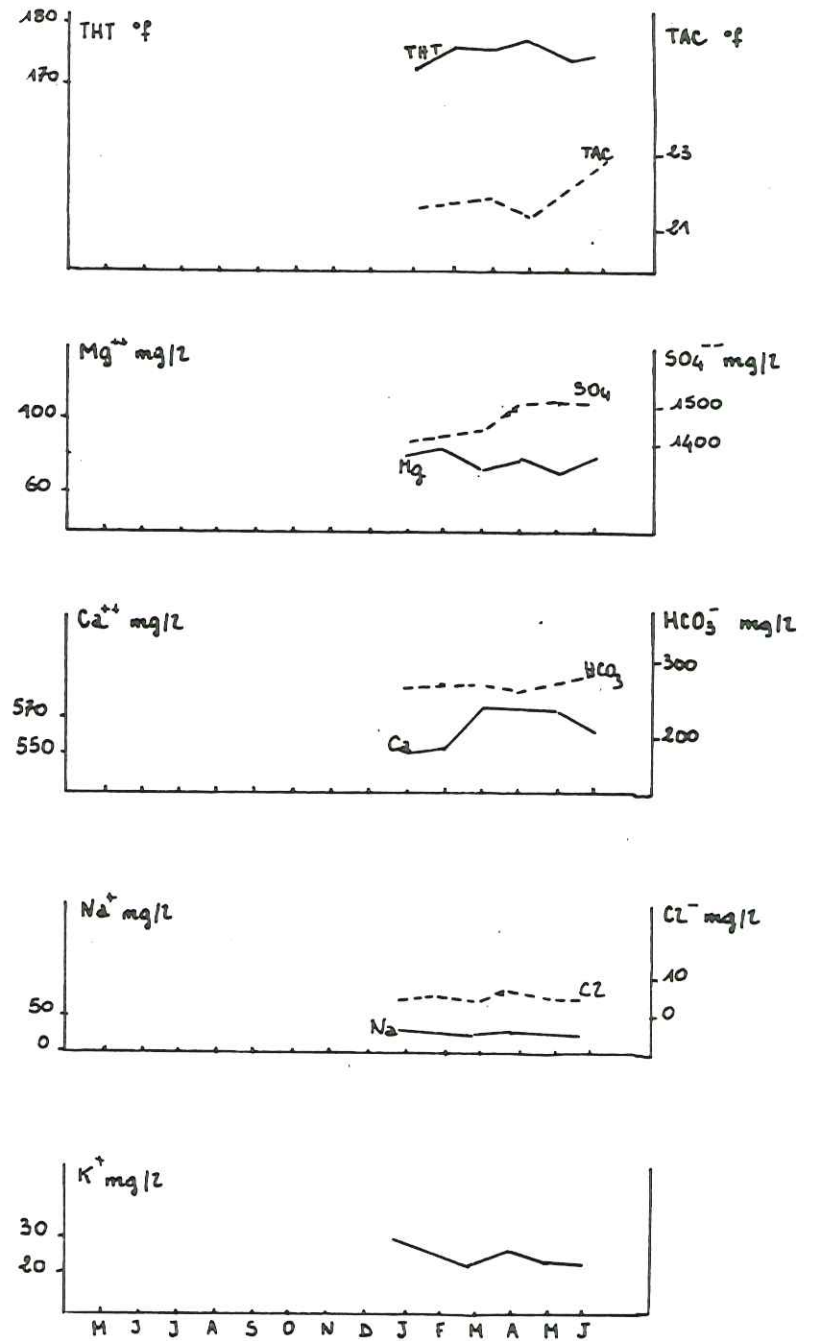 180
THT °f
TAC °f
THT
170
TAC
23
21
Mg++ mg/l
SO4-- mg/l
SO4
100
1500
1400
Mg
60
Ca++ mg/l
HCO3- mg/l
300
HCO3
570
200
550
Ca
Na+ mg/l
Cl- mg/l
10
Cl
50
0
Na
0
K+ mg/l
30
20
M J J A S O N D J F M A M J